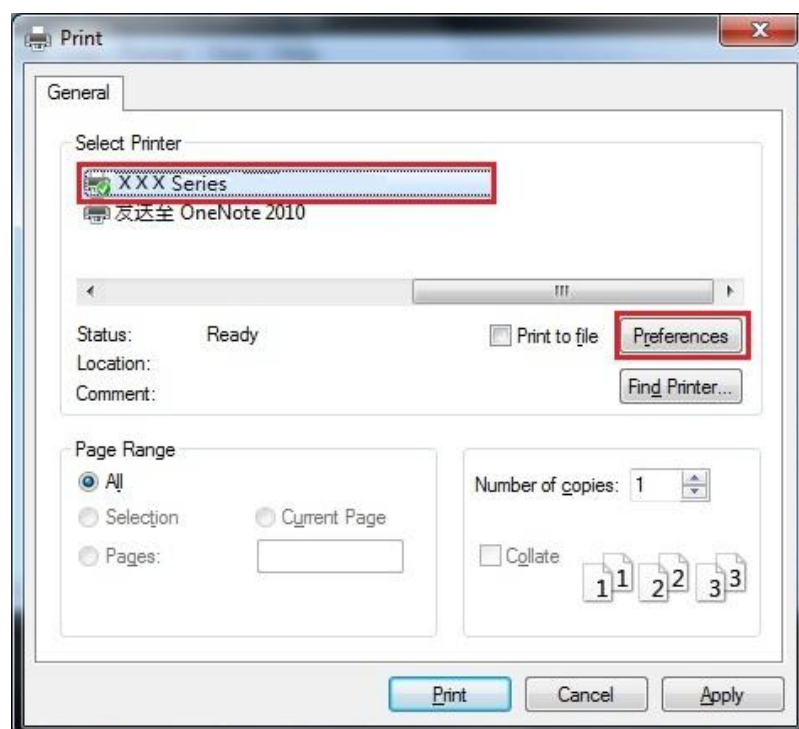 Print
General
Select Printer
XXX Series
发送至 OneNote 2010
Status: Ready
Print to file
Preferences
Location:
Comment:
Find Printer...
Page Range
All
Selection
Current Page
Pages:
Number of copies: 1
Collate
1 1 2 2 3 3
Print
Cancel
Apply